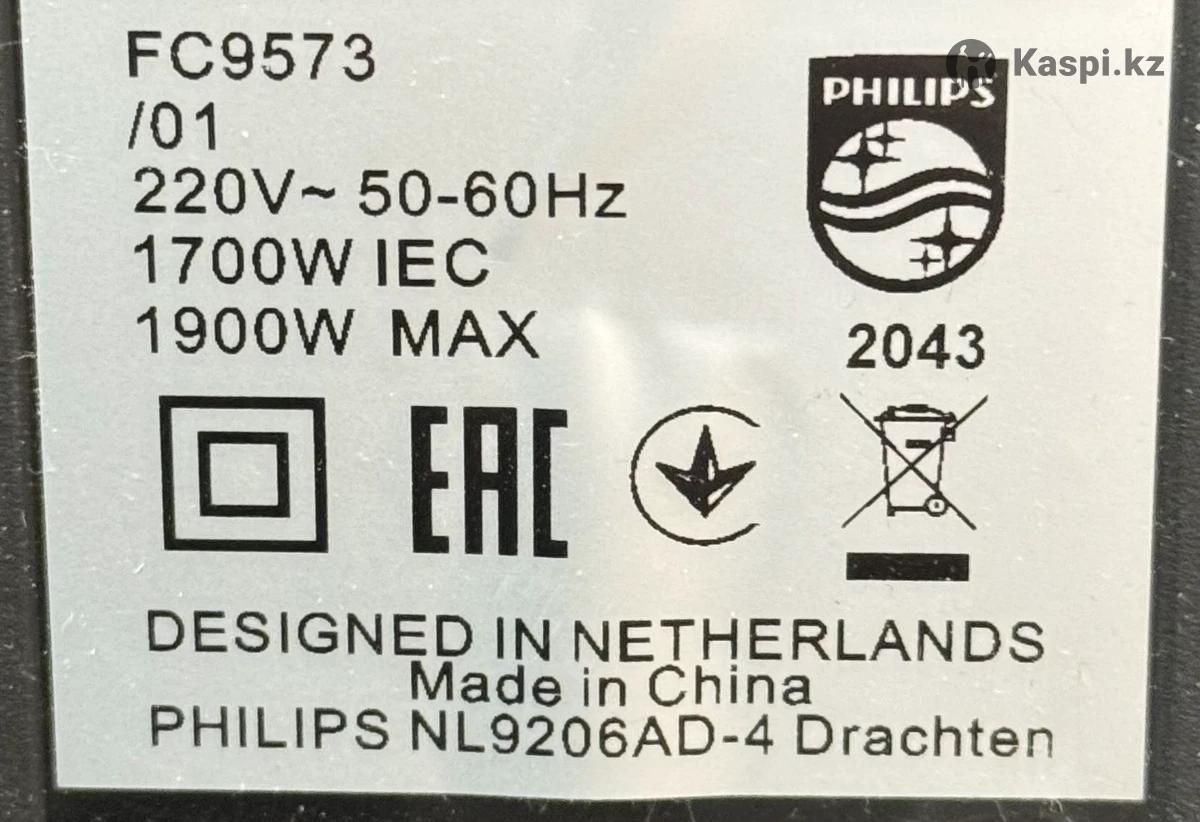 FC9573
/01
220V~ 50-60Hz
1700W IEC
1900W MAX
Kaspi.kz
PHILIPS
2043
EAC
DESIGNED IN NETHERLANDS
Made in China
PHILIPS NL9206AD-4 Drachten